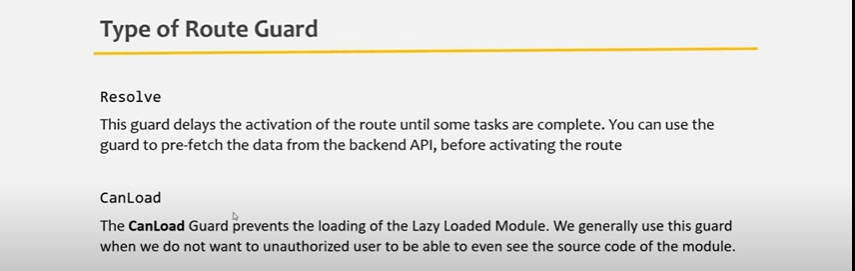 Type of Route Guard
Resolve
This guard delays the activation of the route until some tasks are complete. You can use the
guard to pre-fetch the data from the backend API, before activating the route
CanLoad
The CanLoad Guard prevents the loading of the Lazy Loaded Module. We generally use this guard
when we do not want to unauthorized user to be able to even see the source code of the module.